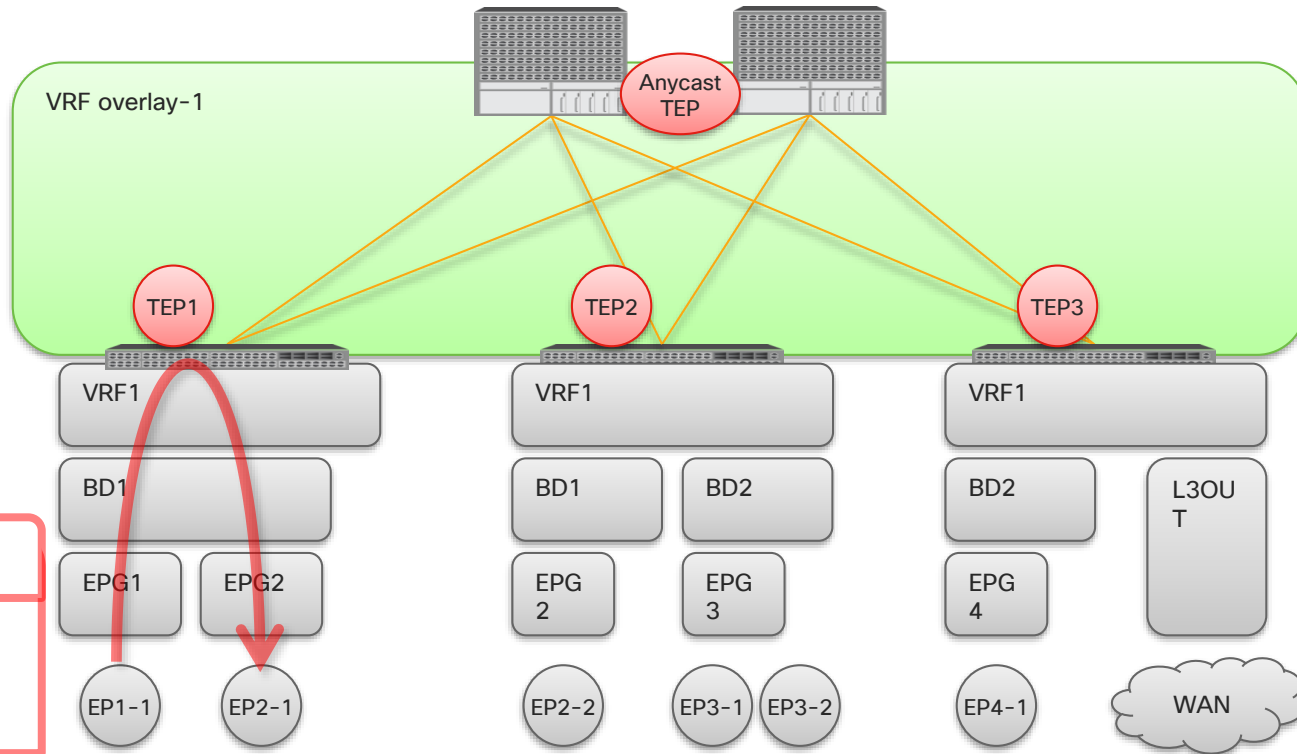 Anycast
TEP
VRF overlay-1
TEP1
TEP2
TEP3
VRF1
VRF1
VRF1
BD1
BD1
BD2
BD2
L3OU
T
EPG1
EPG2
EPG
2
EPG
3
EPG
4
EP1-1
EP2-1
EP2-2
EP3-1
EP3-2
EP4-1
WAN